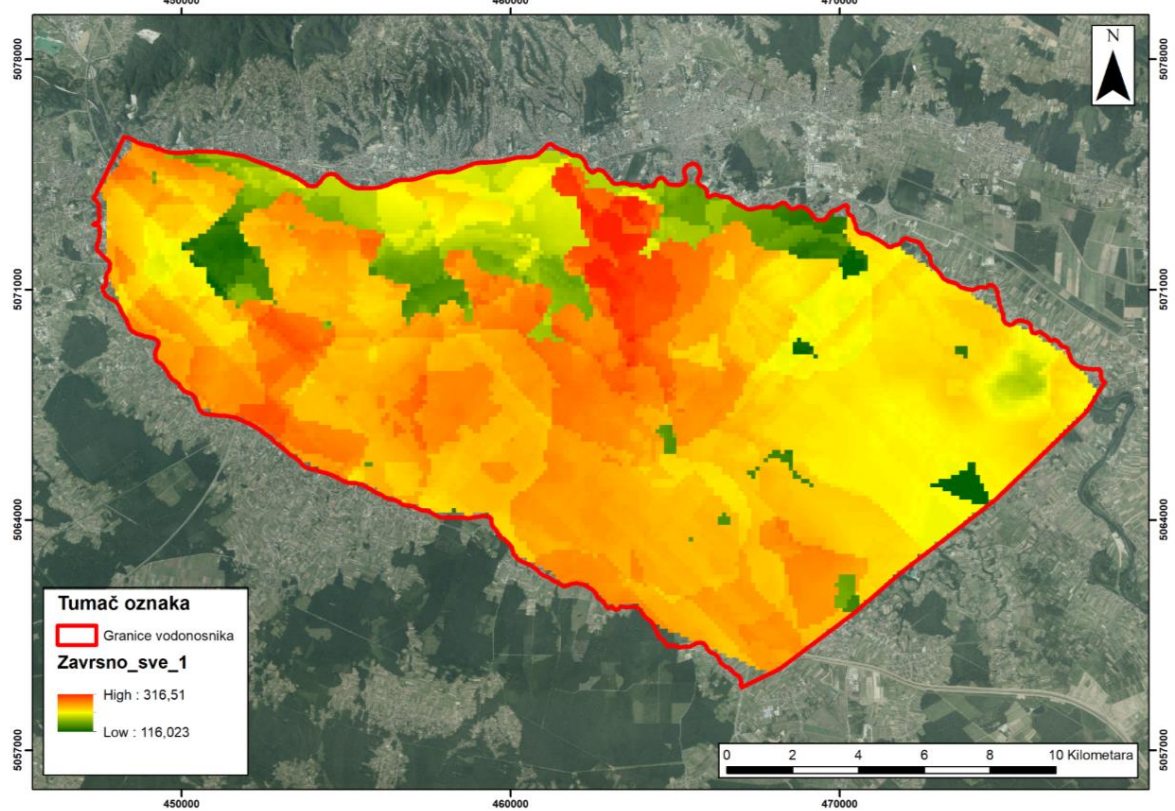 450000 460000 470000
5078000 5078000
N
5071000 5071000
5064000 5064000
Tumač oznaka
Granice vodonosnika
Zavrsno_sve_1
High : 316,51
Low : 116,023
0 2 4 6 8 10 Kilometara
5057000 5057000
450000 460000 470000